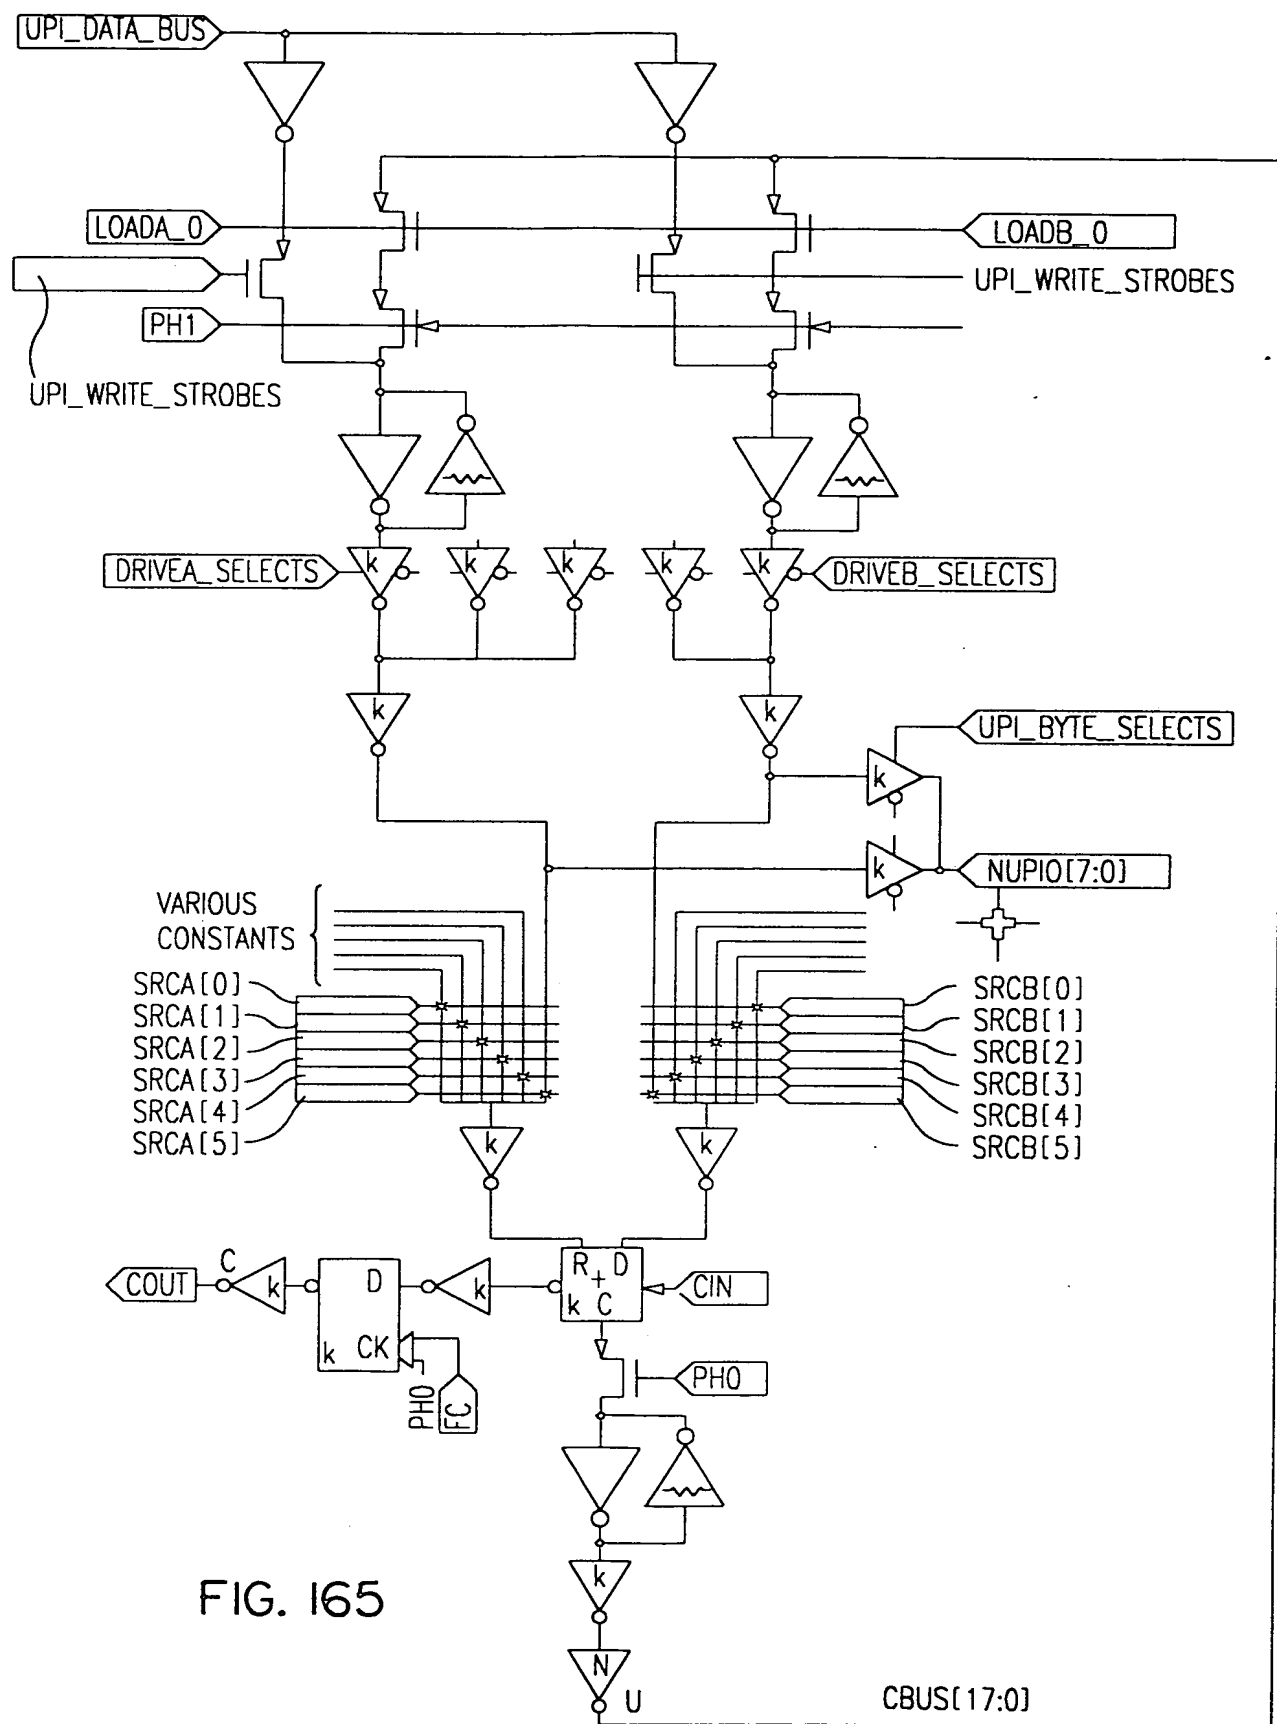 UPI_DATA_BUS
LOADA_0
LOADB_0
UPI_WRITE_STROBES
PH1
UPI_WRITE_STROBES
DRIVEA_SELECTS
k
k
k
k
k
DRIVEB_SELECTS
k
k
UPI_BYTE_SELECTS
k
k
NUPIO[7:0]
VARIOUS
CONSTANTS
SRCA[0]
SRCA[1]
SRCA[2]
SRCA[3]
SRCA[4]
SRCA[5]
SRCB[0]
SRCB[1]
SRCB[2]
SRCB[3]
SRCB[4]
SRCB[5]
k
k
COUT
C
k
D
k
CK
k
R
+
D
k
C
CIN
PH0
FC
PH0
k
N
U
CBUS[17:0]
FIG. 165